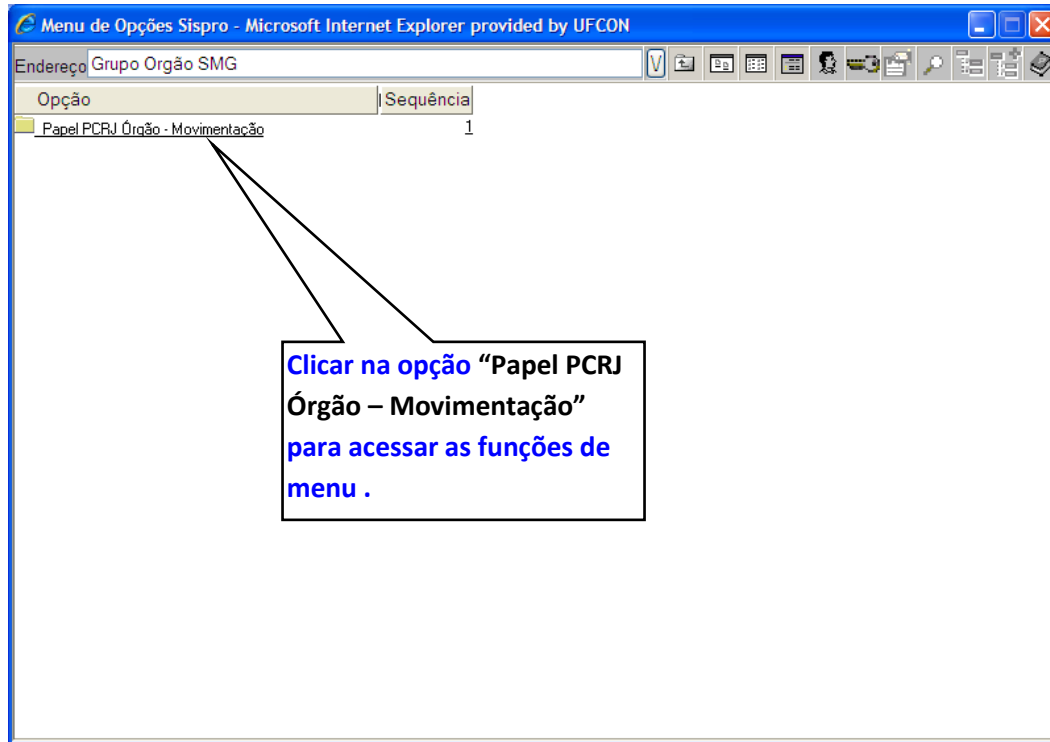 Menu de Opções Sispro - Microsoft Internet Explorer provided by UFCON
Endereço Grupo Orgão SMG V
Opção Sequência
Papel PCRJ Órgão - Movimentação 1
Clicar na opção “Papel PCRJ
Órgão – Movimentação”
para acessar as funções de
menu .